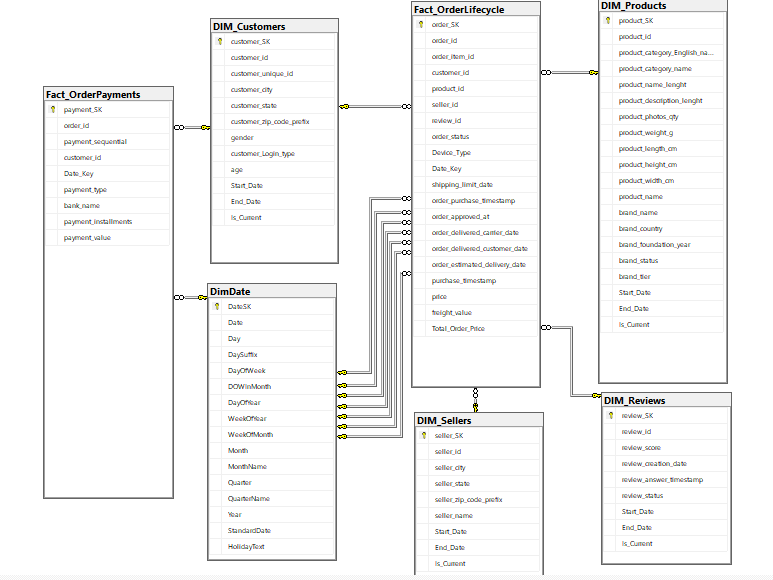 Fact_OrderPayments
payment_SK
order_id
payment_sequential
customer_id
Date_Key
payment_type
bank_name
payment_installments
payment_value
DIM_Customers
customer_SK
customer_id
customer_unique_id
customer_city
customer_state
customer_zip_code_prefix
gender
customer_Login_type
age
Start_Date
End_Date
Is_Current
DimDate
DateSK
Date
Day
DaySuffix
DayOfWeek
DOWInMonth
DayOfYear
WeekOfYear
WeekOfMonth
Month
MonthName
Quarter
QuarterName
Year
StandardDate
HolidayText
Fact_OrderLifecycle
order_SK
order_id
order_item_id
customer_id
product_id
seller_id
review_id
order_status
Device_Type
Date_Key
shipping_limit_date
order_purchase_timestamp
order_approved_at
order_delivered_carrier_date
order_delivered_customer_date
order_estimated_delivery_date
purchase_timestamp
price
freight_value
Total_Order_Price
DIM_Sellers
seller_SK
seller_id
seller_city
seller_state
seller_zip_code_prefix
seller_name
Start_Date
End_Date
Is_Current
DIM_Products
product_SK
product_id
product_category_English_na...
product_category_name
product_name_lenght
product_description_lenght
product_photos_qty
product_weight_g
product_length_cm
product_height_cm
product_width_cm
product_name
brand_name
brand_country
brand_foundation_year
brand_status
brand_tier
Start_Date
End_Date
Is_Current
DIM_Reviews
review_SK
review_id
review_score
review_creation_date
review_answer_timestamp
review_status
Start_Date
End_Date
Is_Current